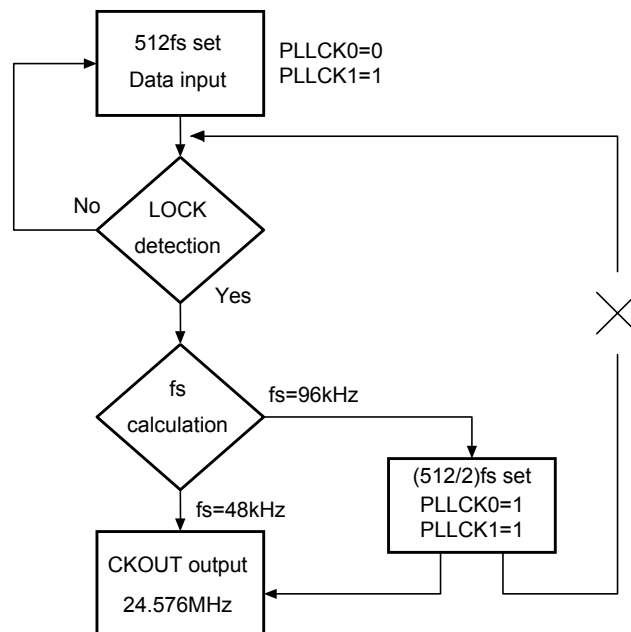 512fs set
Data input
PLLCK0=0
PLLCK1=1
No
LOCK
detection
Yes
fs
calculation
fs=96kHz
(512/2)fs set
PLLCK0=1
PLLCK1=1
fs=48kHz
CKOUT output
24.576MHz